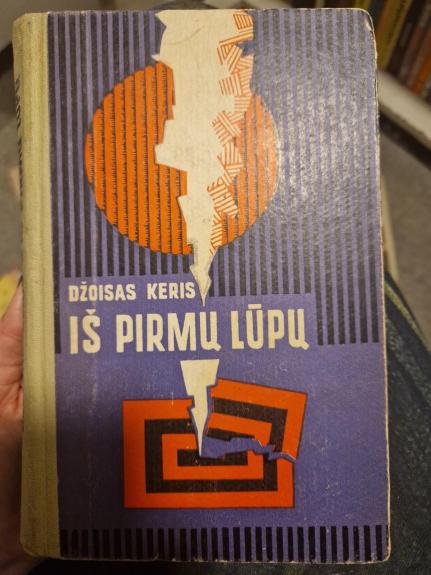 DŽOISAS KERIS
IŠ PIRMŲ LŪPŲ